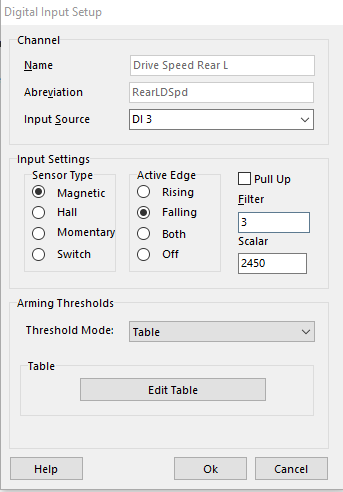 Digital Input Setup
Channel
Name Drive Speed Rear L
Abreviation RearLDSpd
Input Source DI 3
Input Settings
Sensor Type
Magnetic
Hall
Momentary
Switch
Active Edge
Rising
Falling
Both
Off
Pull Up
Filter
3
Scalar
2450
Arming Thresholds
Threshold Mode: Table
Table
Edit Table
Help Ok Cancel